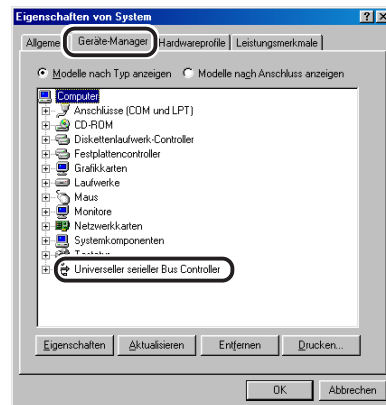 Eigenschaften von System
Allgeme Geräte-Manager Hardwareprofile Leistungsmerkmale
Modelle nach Typ anzeigen Modelle nach Anschluss anzeigen
Computer
Anschlüsse (COM und LPT)
CD-ROM
Diskettenlaufwerk-Controller
Festplattencontroller
Grafikkarten
Laufwerke
Maus
Monitore
Netzwerkkarten
Systemkomponenten
Universeller serieller Bus Controller
Eigenschaften Aktualisieren Entfernen Drucken...
OK Abbrechen